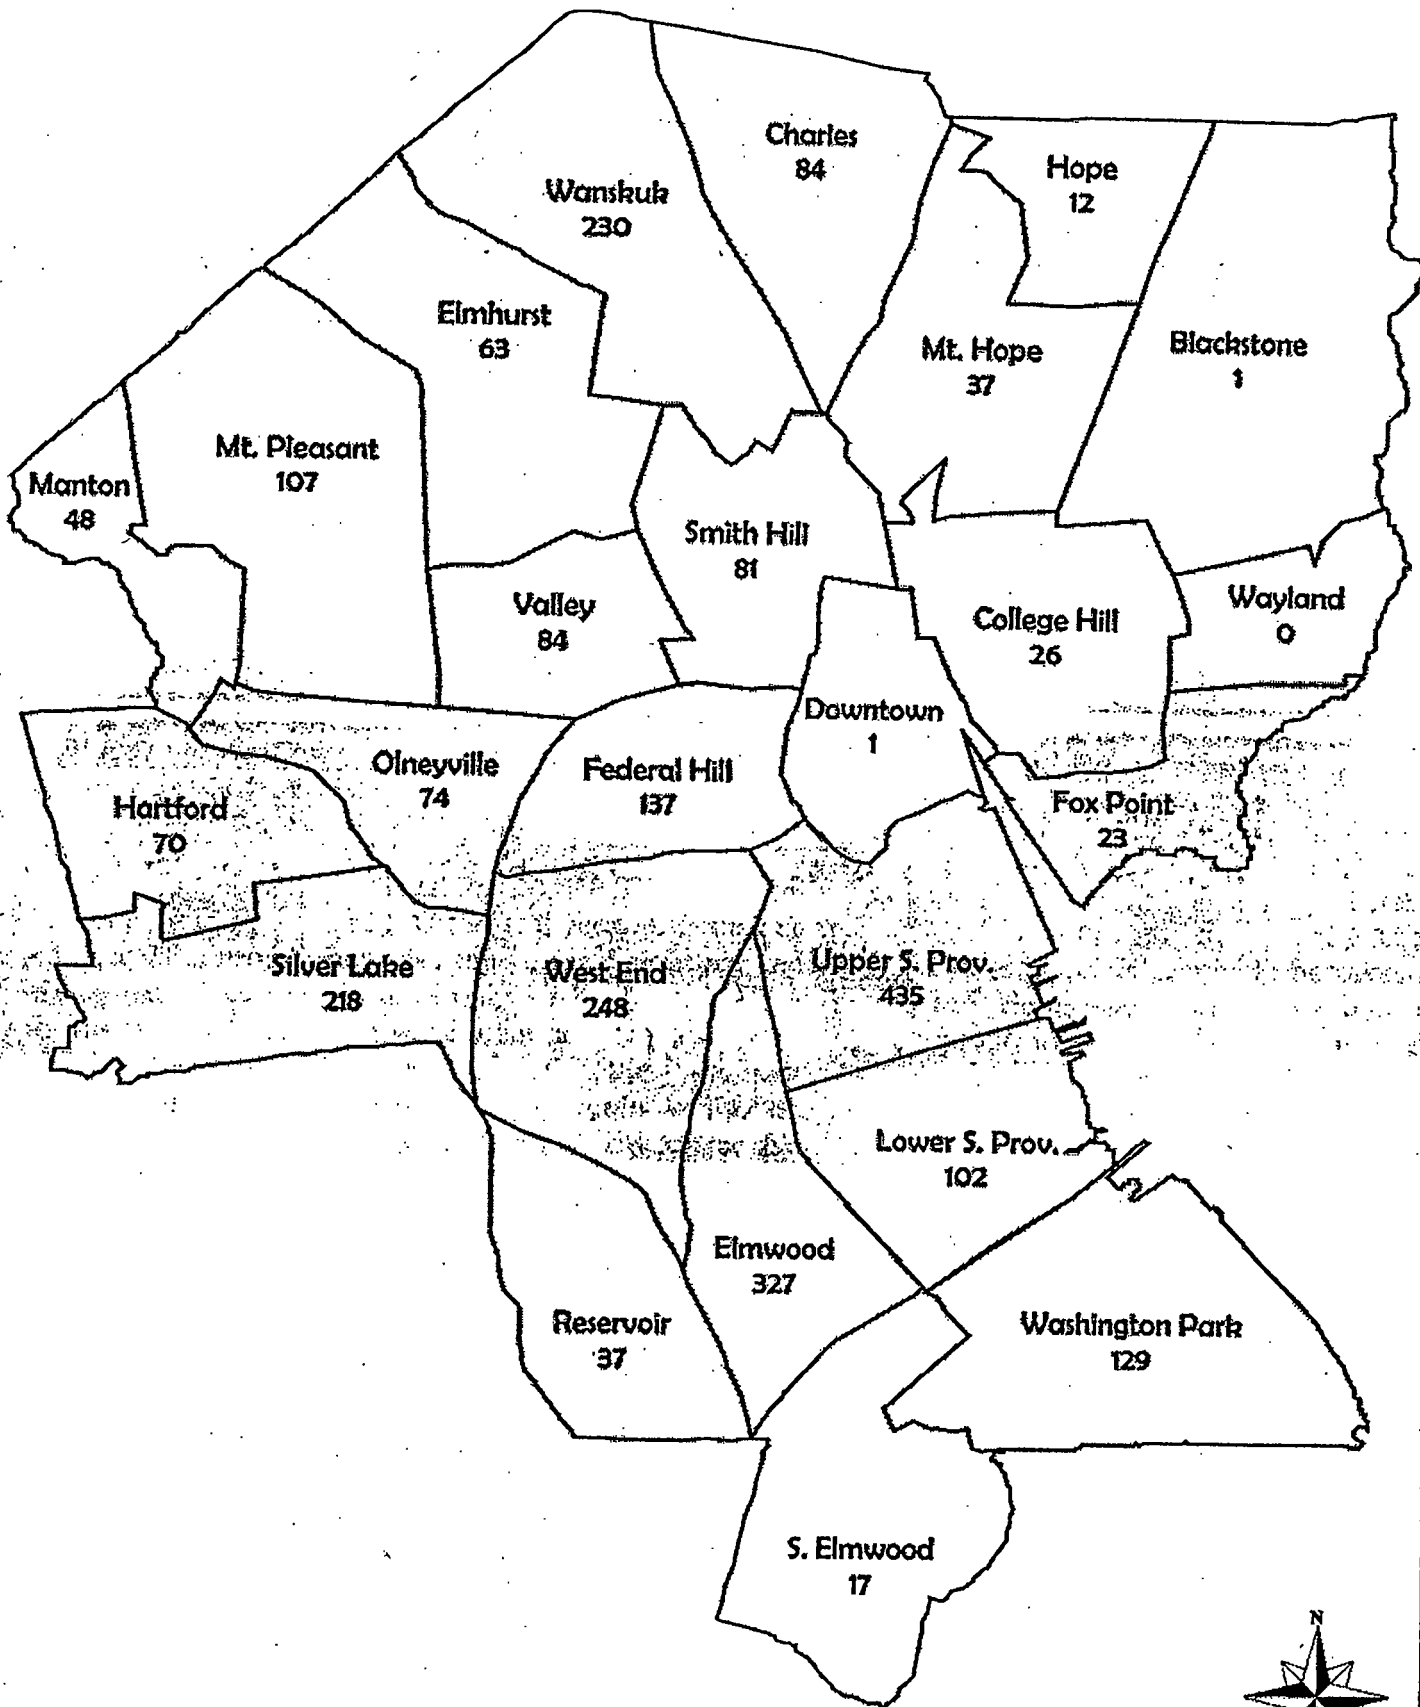 Charles
84
Hope
12
Wanskuk
230
Elmhurst
63
Mt. Hope
37
Blackstone
1
Mt. Pleasant
107
Manton
48
Smith Hill
81
Valley
84
College Hill
26
Wayland
0
Downtown
1
Olneyville
74
Federal Hill
137
Hartford
70
Fox Point
23
Silver Lake
218
West End
248
Upper S. Prov.
435
Lower S. Prov.
102
Elmwood
327
Reservoir
37
Washington Park
129
S. Elmwood
17
N